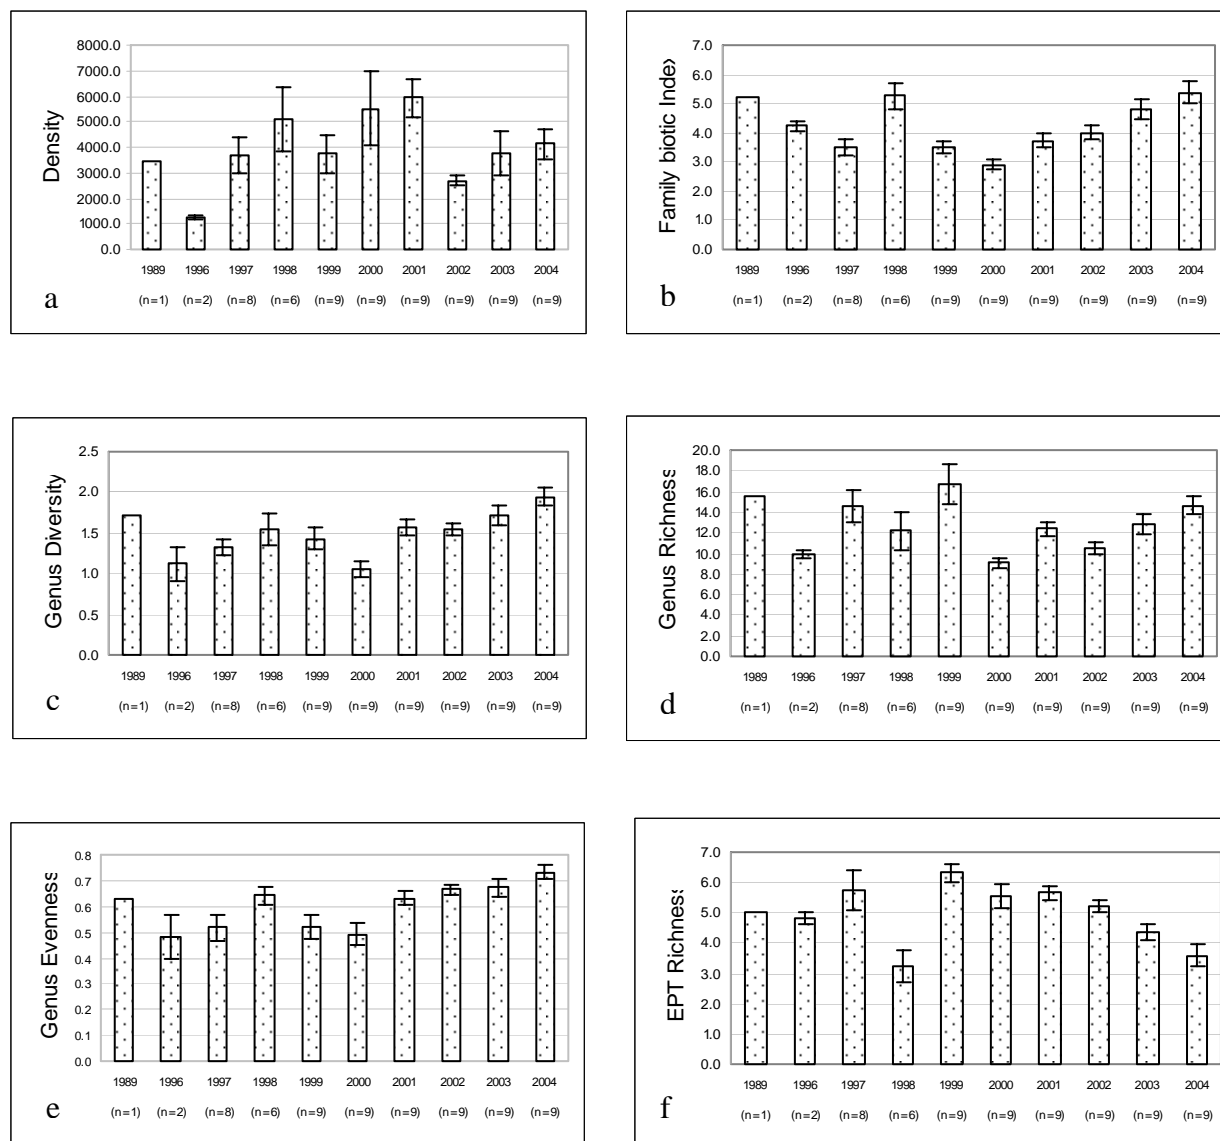 Density
8000.0
7000.0
6000.0
5000.0
4000.0
3000.0
2000.0
1000.0
0.0
1989 1996 1997 1998 1999 2000 2001 2002 2003 2004
(n=1) (n=2) (n=8) (n=6) (n=9) (n=9) (n=9) (n=9) (n=9) (n=9)
a
Family biotic Index
7.0
6.0
5.0
4.0
3.0
2.0
1.0
0.0
1989 1996 1997 1998 1999 2000 2001 2002 2003 2004
(n=1) (n=2) (n=8) (n=6) (n=9) (n=9) (n=9) (n=9) (n=9) (n=9)
b
Genus Diversity
2.5
2.0
1.5
1.0
0.5
0.0
1989 1996 1997 1998 1999 2000 2001 2002 2003 2004
(n=1) (n=2) (n=8) (n=6) (n=9) (n=9) (n=9) (n=9) (n=9) (n=9)
c
Genus Richness
20.0
18.0
16.0
14.0
12.0
10.0
8.0
6.0
4.0
2.0
0.0
1989 1996 1997 1998 1999 2000 2001 2002 2003 2004
(n=1) (n=2) (n=8) (n=6) (n=9) (n=9) (n=9) (n=9) (n=9) (n=9)
d
Genus Evenness
0.8
0.7
0.6
0.5
0.4
0.3
0.2
0.1
0.0
1989 1996 1997 1998 1999 2000 2001 2002 2003 2004
(n=1) (n=2) (n=8) (n=6) (n=9) (n=9) (n=9) (n=9) (n=9) (n=9)
e
EPT Richness
7.0
6.0
5.0
4.0
3.0
2.0
1.0
0.0
1989 1996 1997 1998 1999 2000 2001 2002 2003 2004
(n=1) (n=2) (n=8) (n=6) (n=9) (n=9) (n=9) (n=9) (n=9) (n=9)
f